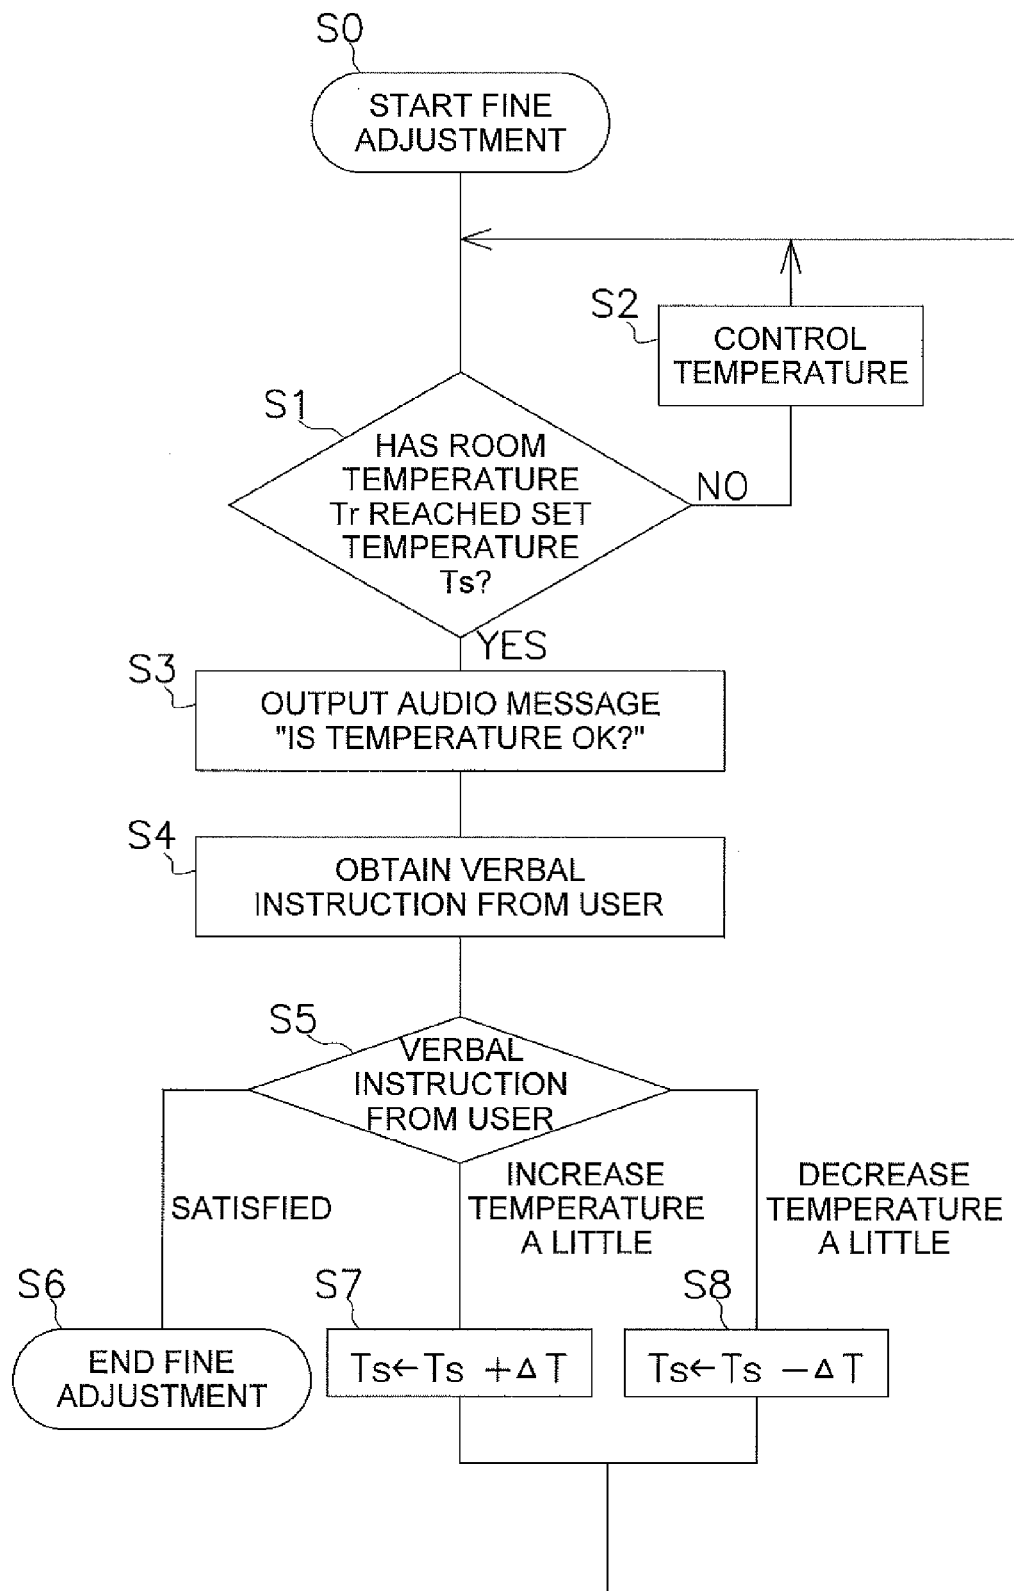 S0
START FINE
ADJUSTMENT
S2
CONTROL
TEMPERATURE
S1
HAS ROOM
TEMPERATURE
Tr REACHED SET
TEMPERATURE
Ts?
NO
YES
S3
OUTPUT AUDIO MESSAGE
"IS TEMPERATURE OK?"
S4
OBTAIN VERBAL
INSTRUCTION FROM USER
S5
VERBAL
INSTRUCTION
FROM USER
SATISFIED
INCREASE
TEMPERATURE
A LITTLE
DECREASE
TEMPERATURE
A LITTLE
S6
END FINE
ADJUSTMENT
S7
Ts←Ts +Δ T
S8
Ts←Ts −Δ T